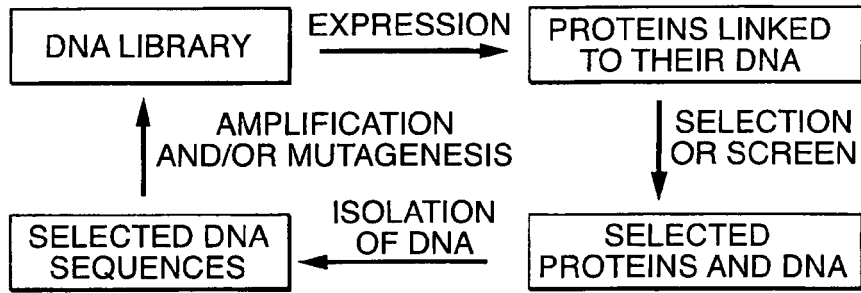 DNA LIBRARY
EXPRESSION
PROTEINS LINKED
TO THEIR DNA
AMPLIFICATION
AND/OR MUTAGENESIS
SELECTION
OR SCREEN
SELECTED DNA
SEQUENCES
ISOLATION
OF DNA
SELECTED
PROTEINS AND DNA